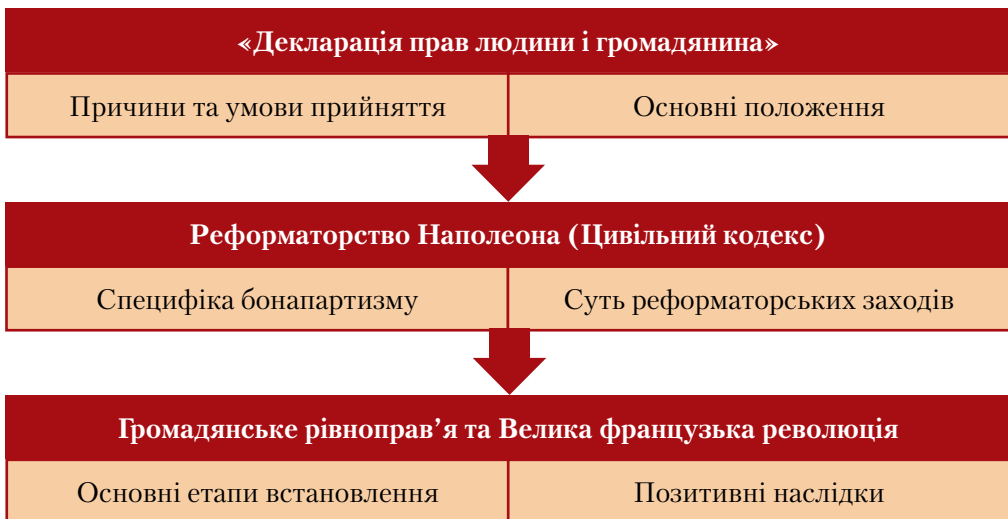 «Декларація прав людини і громадянина»
Причини та умови прийняття
Основні положення
Реформаторство Наполеона (Цивільний кодекс)
Специфіка бонапартизму
Суть реформаторських заходів
Громадянське рівноправ’я та Велика французька революція
Основні етапи встановлення
Позитивні наслідки